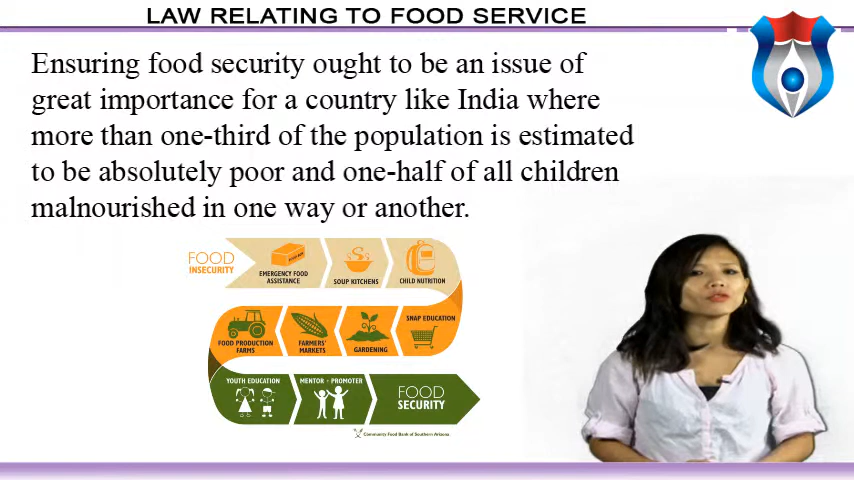 LAW RELATING TO FOOD SERVICE
Ensuring food security ought to be an issue of
great importance for a country like India where
more than one-third of the population is estimated
to be absolutely poor and one-half of all children
malnourished in one way or another.
FOOD
INSECURITY
EMERGENCY FOOD
ASSISTANCE
SOUP KITCHENS
CHILD NUTRITION
FOOD PRODUCTION
FARMS
FARMERS'
MARKETS
GARDENING
SNAP EDUCATION
YOUTH EDUCATION
MENTOR - PROMOTER
FOOD
SECURITY
Community Food Bank of Southern Arizona